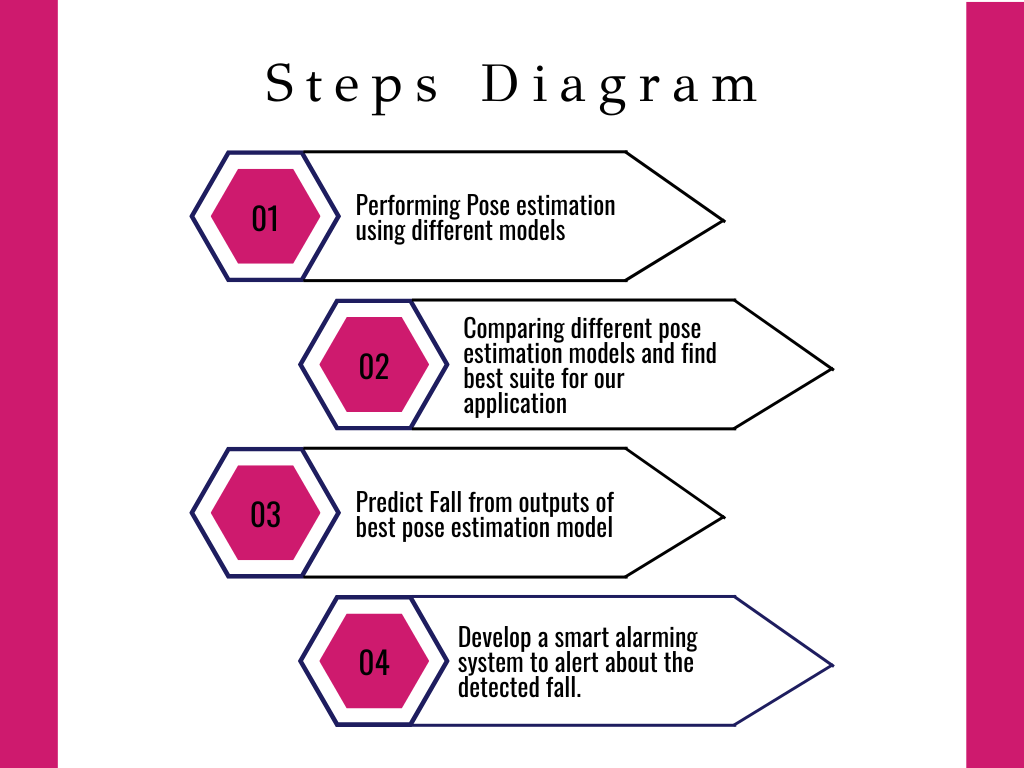 Steps Diagram
01
Performing Pose estimation
using different models
02
Comparing different pose
estimation models and find
best suite for our
application
03
Predict Fall from outputs of
best pose estimation model
04
Develop a smart alarming
system to alert about the
detected fall.